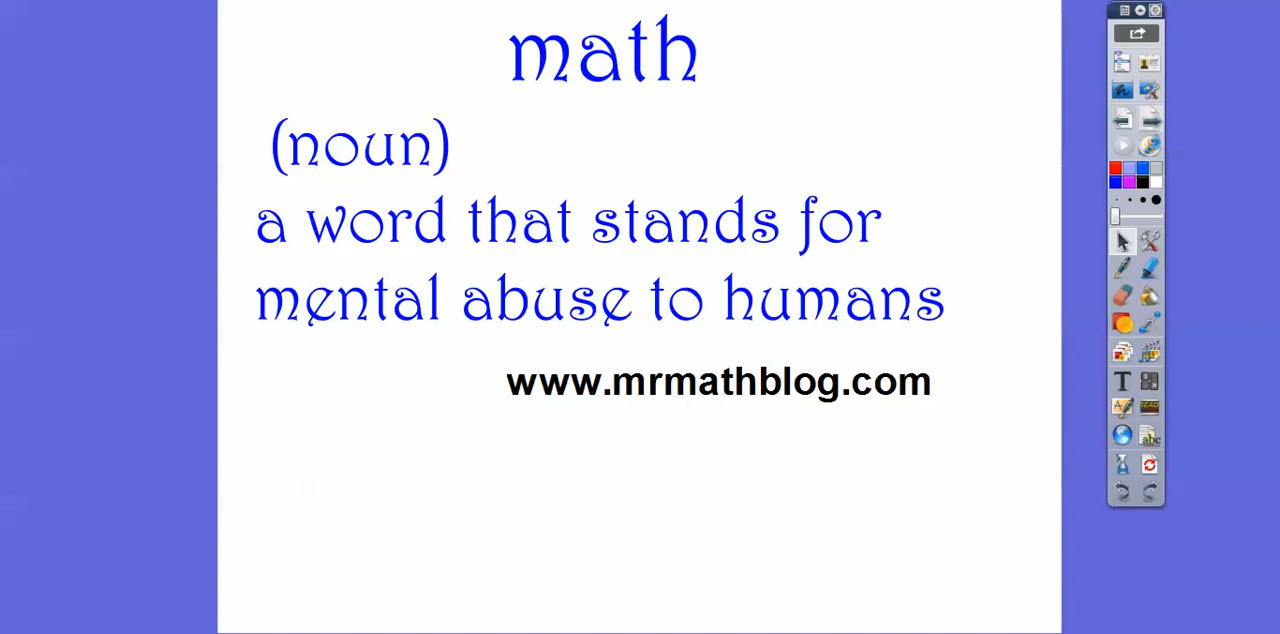 math
(noun)
a word that stands for
mental abuse to humans
www.mrmathblog.com